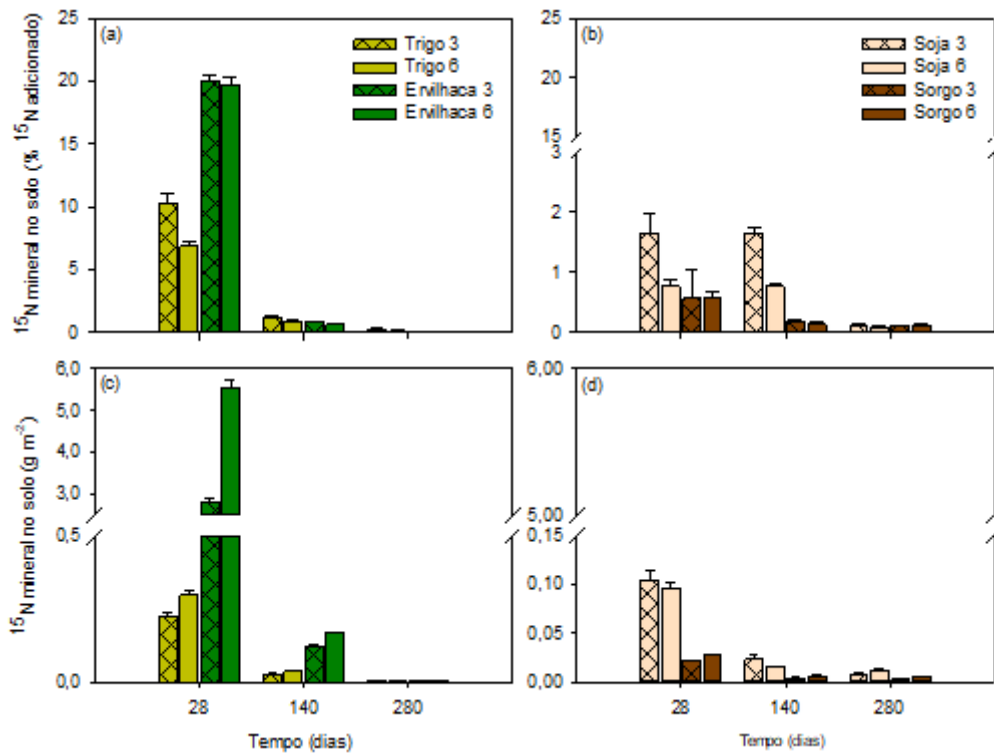 (a)
Trigo 3
Trigo 6
Ervilhaca 3
Ervilhaca 6
25
20
15
10
5
0
¹⁵N mineral no solo (% ¹⁵N adicionado)
(b)
Soja 3
Soja 6
Sorgo 3
Sorgo 6
25
20
15
3
2
1
0
(c)
6,0
5,0
4,0
3,0
0,5
0,0
¹⁵N mineral no solo (g m⁻²)
28 140 280
Tempo (dias)
(d)
6,00
5,00
0,15
0,10
0,05
0,00
28 140 280
Tempo (dias)